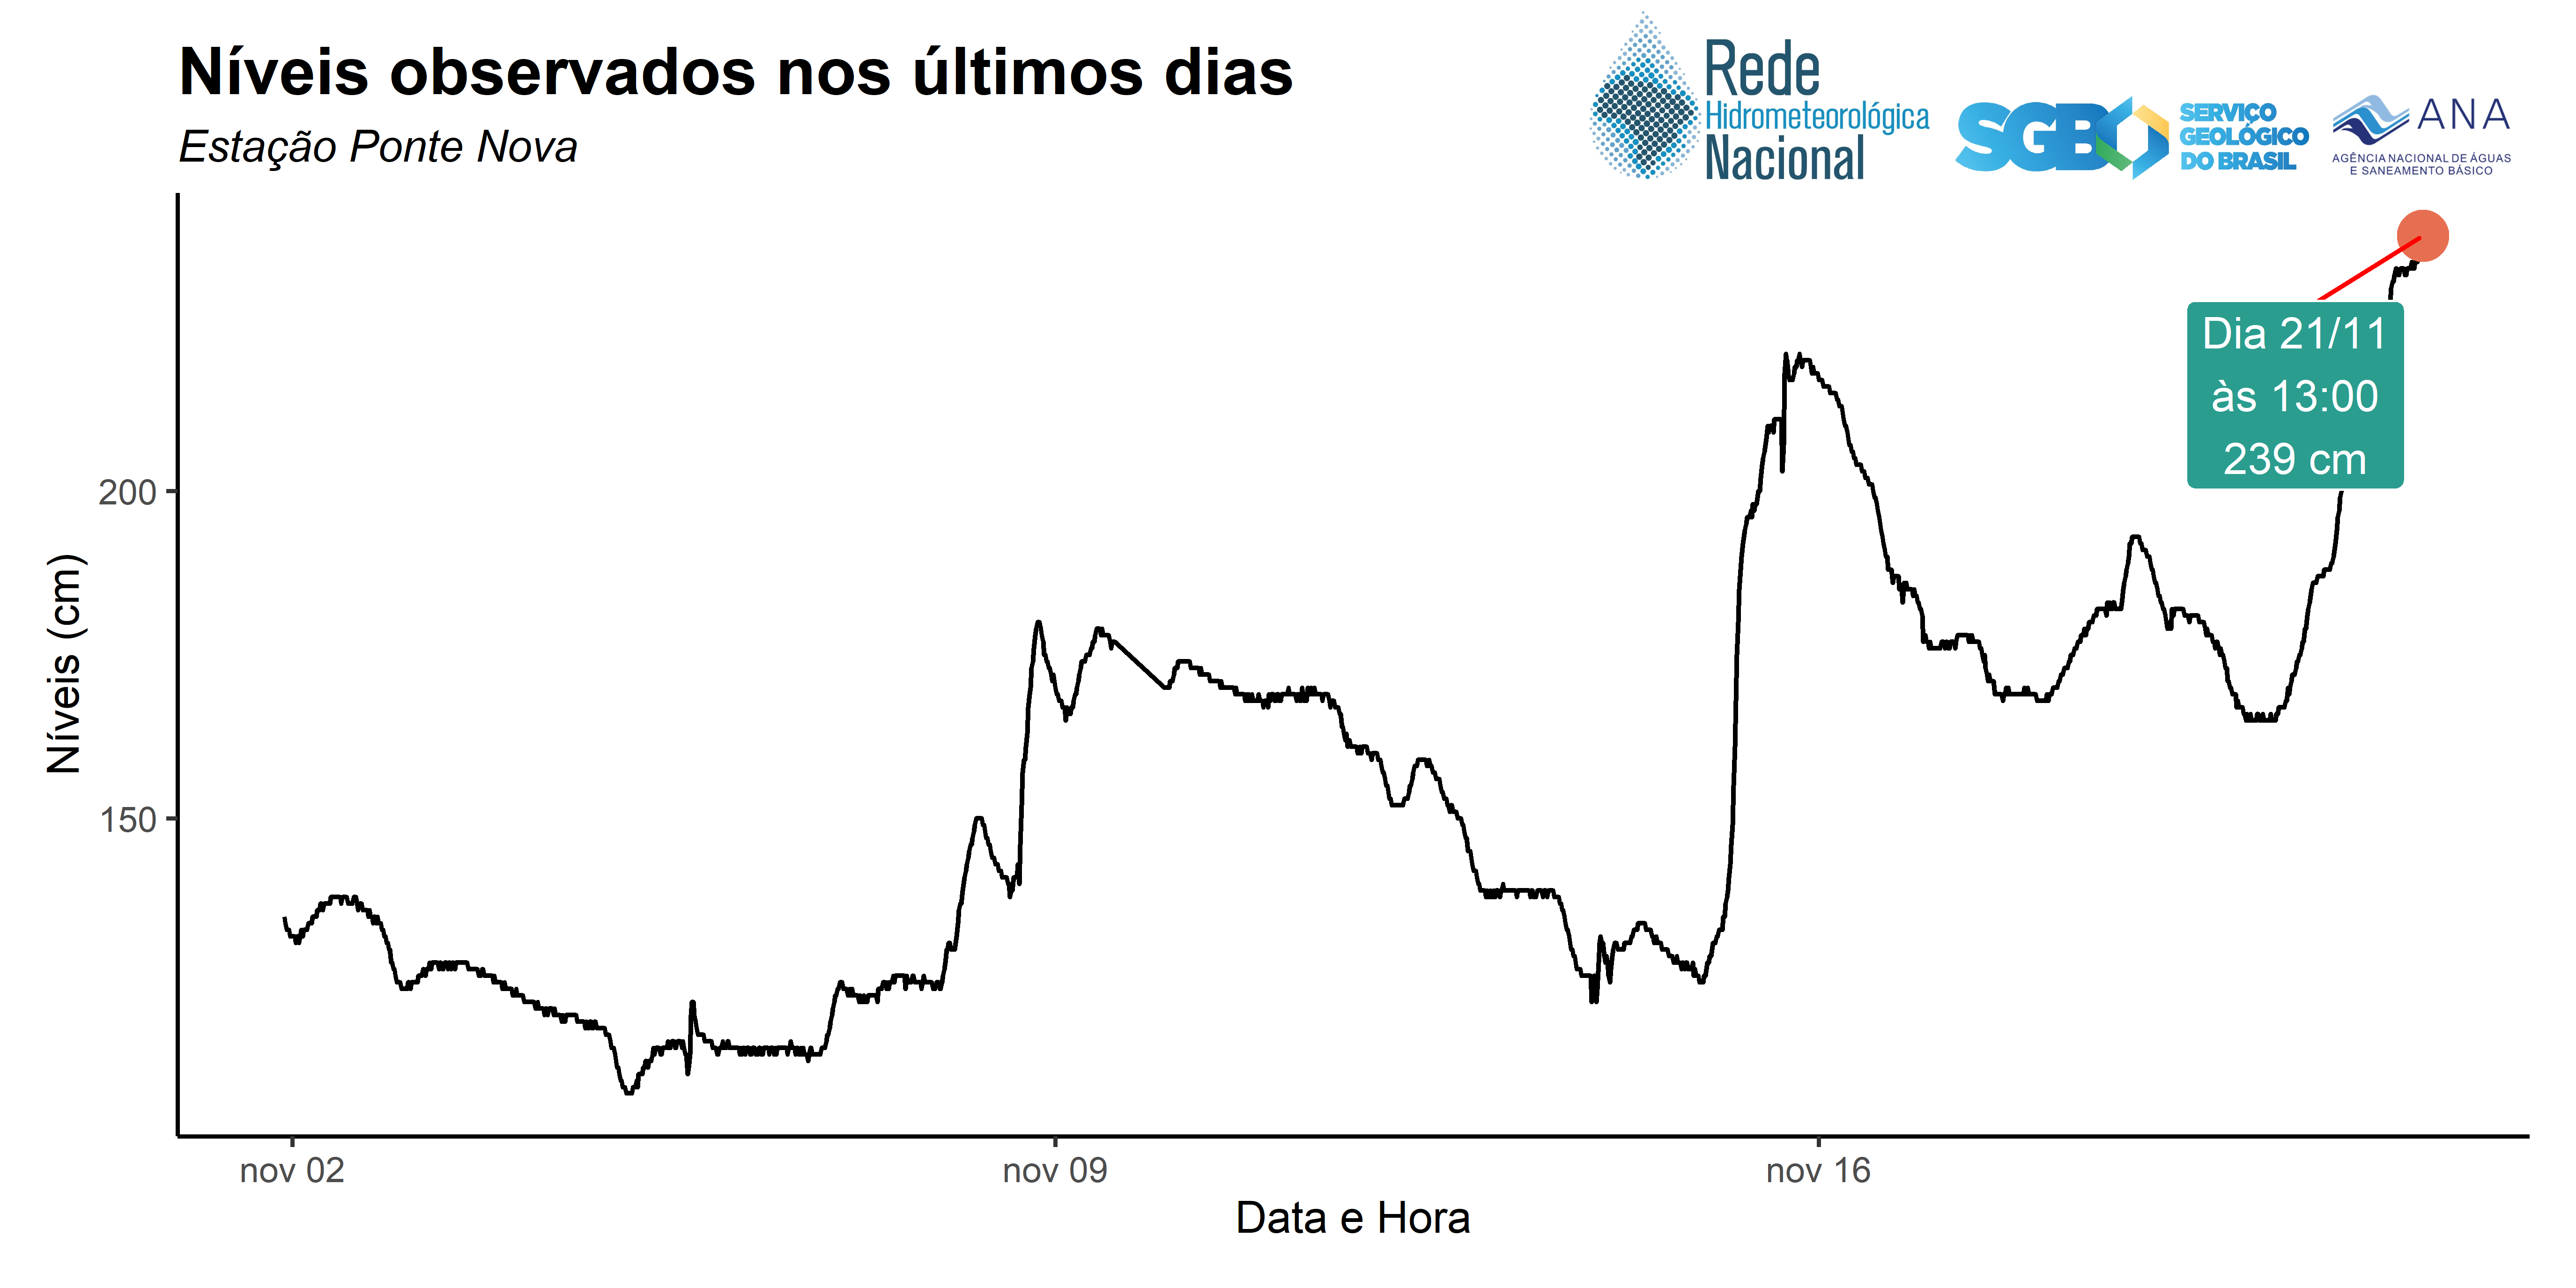 Níveis observados nos últimos dias
Estação Ponte Nova
Rede
Hidrometeorológica
Nacional
SGB
SERVIÇO
GEOLÓGICO
DO BRASIL
ANA
AGÊNCIA NACIONAL DE ÁGUAS
E SANEAMENTO BÁSICO
Dia 21/11
às 13:00
239 cm
Níveis (cm)
200
150
nov 02
nov 09
nov 16
Data e Hora